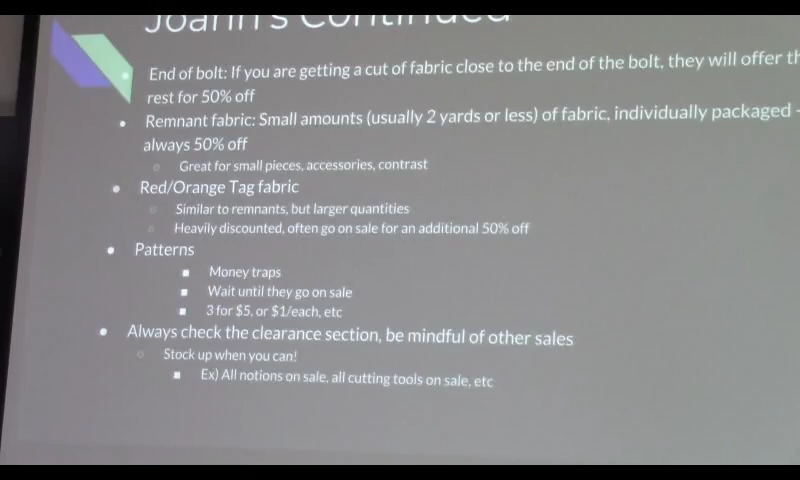 Joann's Continued
End of bolt: If you are getting a cut of fabric close to the end of the bolt, they will offer
rest for 50% off
Remnant fabric: Small amounts (usually 2 yards or less) of fabric, individually packaged -
always 50% off
Great for small pieces, accessories, contrast
Red/Orange Tag fabric
Similar to remnants, but larger quantities
Heavily discounted, often go on sale for an additional 50% off
Patterns
Money traps
Wait until they go on sale
3 for $5, or $1/each, etc
Always check the clearance section, be mindful of other sales
Stock up when you can!
Ex) All notions on sale, all cutting tools on sale, etc